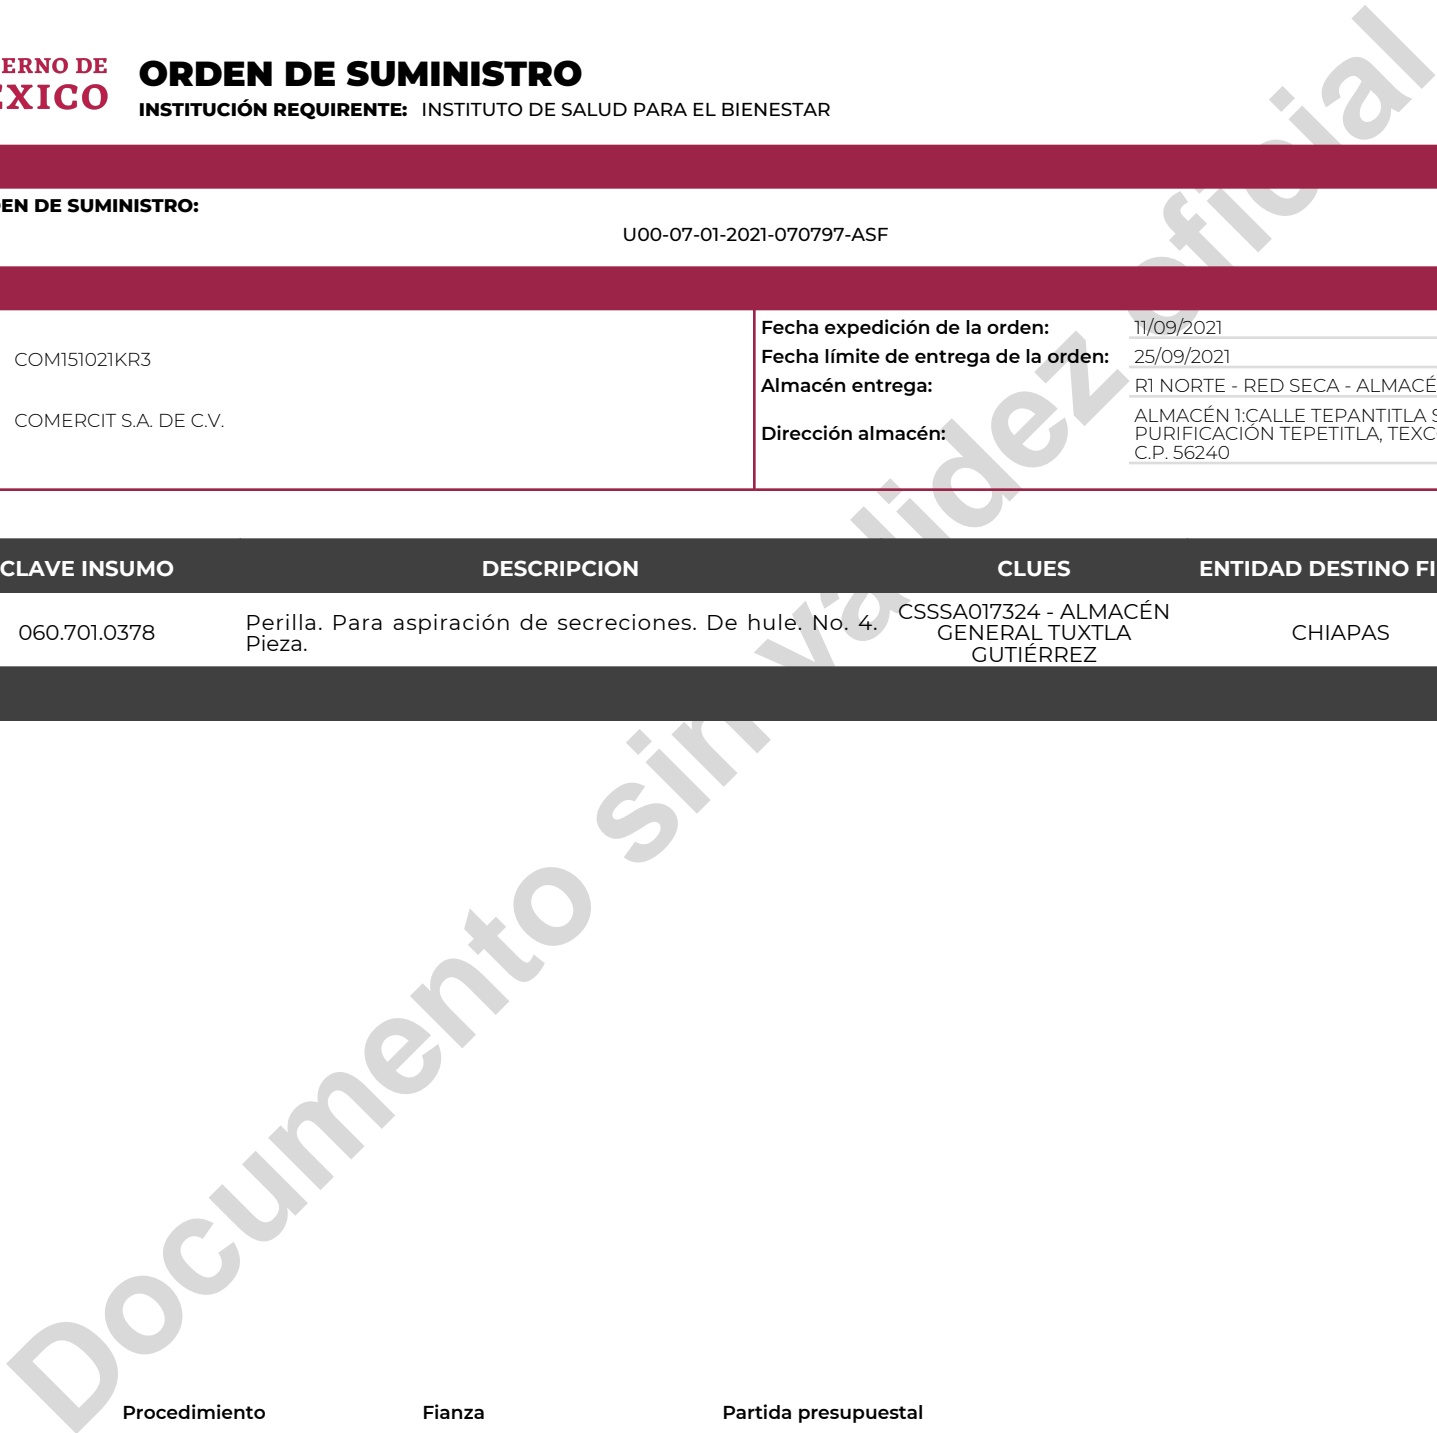 ERNO DE
ÉXICO
ORDEN DE SUMINISTRO
INSTITUCIÓN REQUIRENTE: INSTITUTO DE SALUD PARA EL BIENESTAR
EN DE SUMINISTRO:
U00-07-01-2021-070797-ASF
COM151021KR3
COMERCIT S.A. DE C.V.
Fecha expedición de la orden: 11/09/2021
Fecha límite de entrega de la orden: 25/09/2021
Almacén entrega: R1 NORTE - RED SECA - ALMACÉ
Dirección almacén:
ALMACÉN 1:CALLE TEPANTITLA S
PURIFICACIÓN TEPETITLA, TEXC
C.P. 56240
CLAVE INSUMO DESCRIPCION CLUES ENTIDAD DESTINO FI
060.701.0378
Perilla. Para aspiración de secreciones. De hule. No. 4.
Pieza.
CSSSA017324 - ALMACÉN
GENERAL TUXTLA
GUTIÉRREZ
CHIAPAS
Documento sin validez oficial
Procedimiento Fianza Partida presupuestal